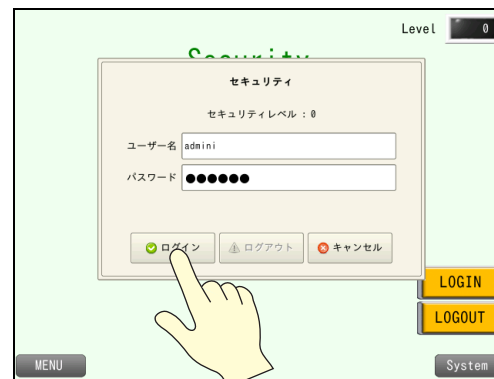 Level 0
Security
セキュリティ
セキュリティレベル : 0
ユーザー名 admini
パスワード ●●●●●●
ログイン ログアウト キャンセル
LOGIN
LOGOUT
MENU System